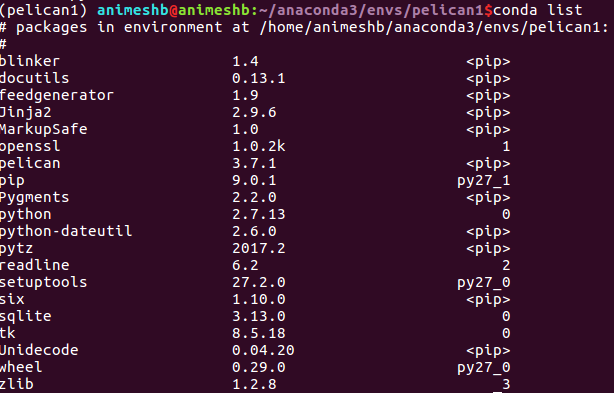 (pelican1) animeshb@animeshb:~/anaconda3/envs/pelican1$conda list
# packages in environment at /home/animeshb/anaconda3/envs/pelican1:
#
blinker 1.4 <pip>
docutils 0.13.1 <pip>
feedgenerator 1.9 <pip>
Jinja2 2.9.6 <pip>
MarkupSafe 1.0 <pip>
openssl 1.0.2k 1
pelican 3.7.1 <pip>
pip 9.0.1 py27_1
Pygments 2.2.0 <pip>
python 2.7.13 0
python-dateutil 2.6.0 <pip>
pytz 2017.2 <pip>
readline 6.2 2
setuptools 27.2.0 py27_0
six 1.10.0 <pip>
sqlite 3.13.0 0
tk 8.5.18 0
Unidecode 0.04.20 <pip>
wheel 0.29.0 py27_0
zlib 1.2.8 3